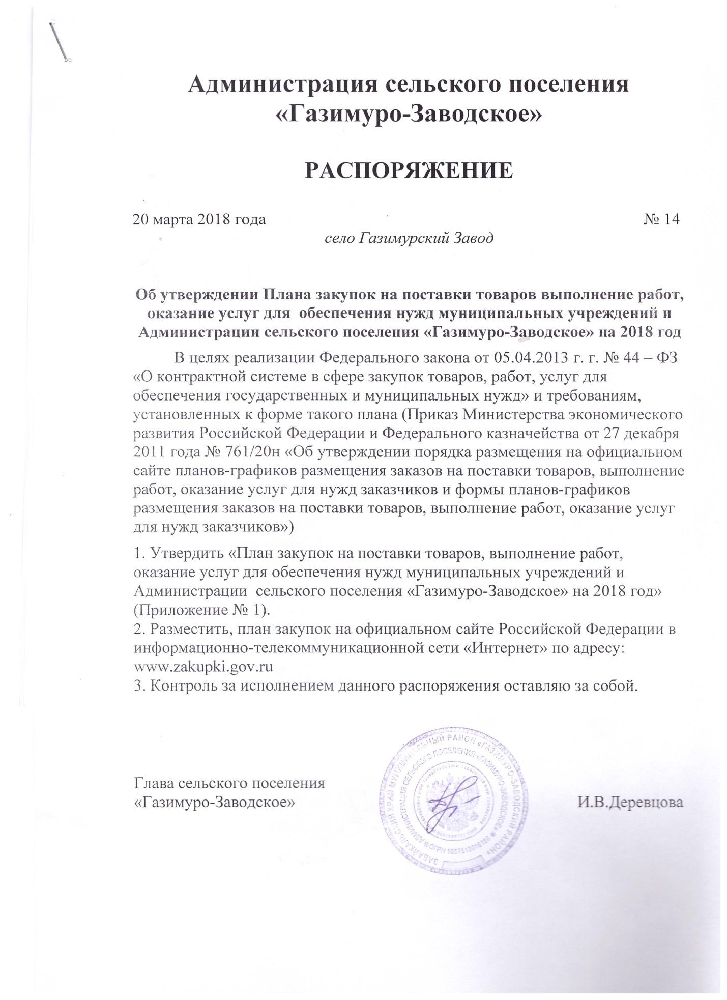 Администрация сельского поселения
«Газимуро-Заводское»
РАСПОРЯЖЕНИЕ
20 марта 2018 года № 14
село Газимурский Завод
Об утверждении Плана закупок на поставки товаров выполнение работ,
оказание услуг для обеспечения нужд муниципальных учреждений и
Администрации сельского поселения «Газимуро-Заводское» на 2018 год
В целях реализации Федерального закона от 05.04.2013 г. г. № 44 – ФЗ
«О контрактной системе в сфере закупок товаров, работ, услуг для
обеспечения государственных и муниципальных нужд» и требованиям,
установленных к форме такого плана (Приказ Министерства экономического
развития Российской Федерации и Федерального казначейства от 27 декабря
2011 года № 761/20н «Об утверждении порядка размещения на официальном
сайте планов-графиков размещения заказов на поставки товаров, выполнение
работ, оказание услуг для нужд заказчиков и формы планов-графиков
размещения заказов на поставки товаров, выполнение работ, оказание услуг
для нужд заказчиков»)
1. Утвердить «План закупок на поставки товаров, выполнение работ,
оказание услуг для обеспечения нужд муниципальных учреждений и
Администрации сельского поселения «Газимуро-Заводское» на 2018 год»
(Приложение № 1).
2. Разместить, план закупок на официальном сайте Российской Федерации в
информационно-телекоммуникационной сети «Интернет» по адресу:
www.zakupki.gov.ru
3. Контроль за исполнением данного распоряжения оставляю за собой.
Глава сельского поселения
«Газимуро-Заводское» И.В.Деревцова
ЗАБАЙКАЛЬСКИЙ КРАЙ МУНИЦИПАЛЬНЫЙ РАЙОН «ГАЗИМУРО-ЗАВОДСКИЙ РАЙОН»
АДМИНИСТРАЦИЯ СЕЛЬСКОГО ПОСЕЛЕНИЯ «ГАЗИМУРО-ЗАВОДСКОЕ»
ОГРН 1057513016186